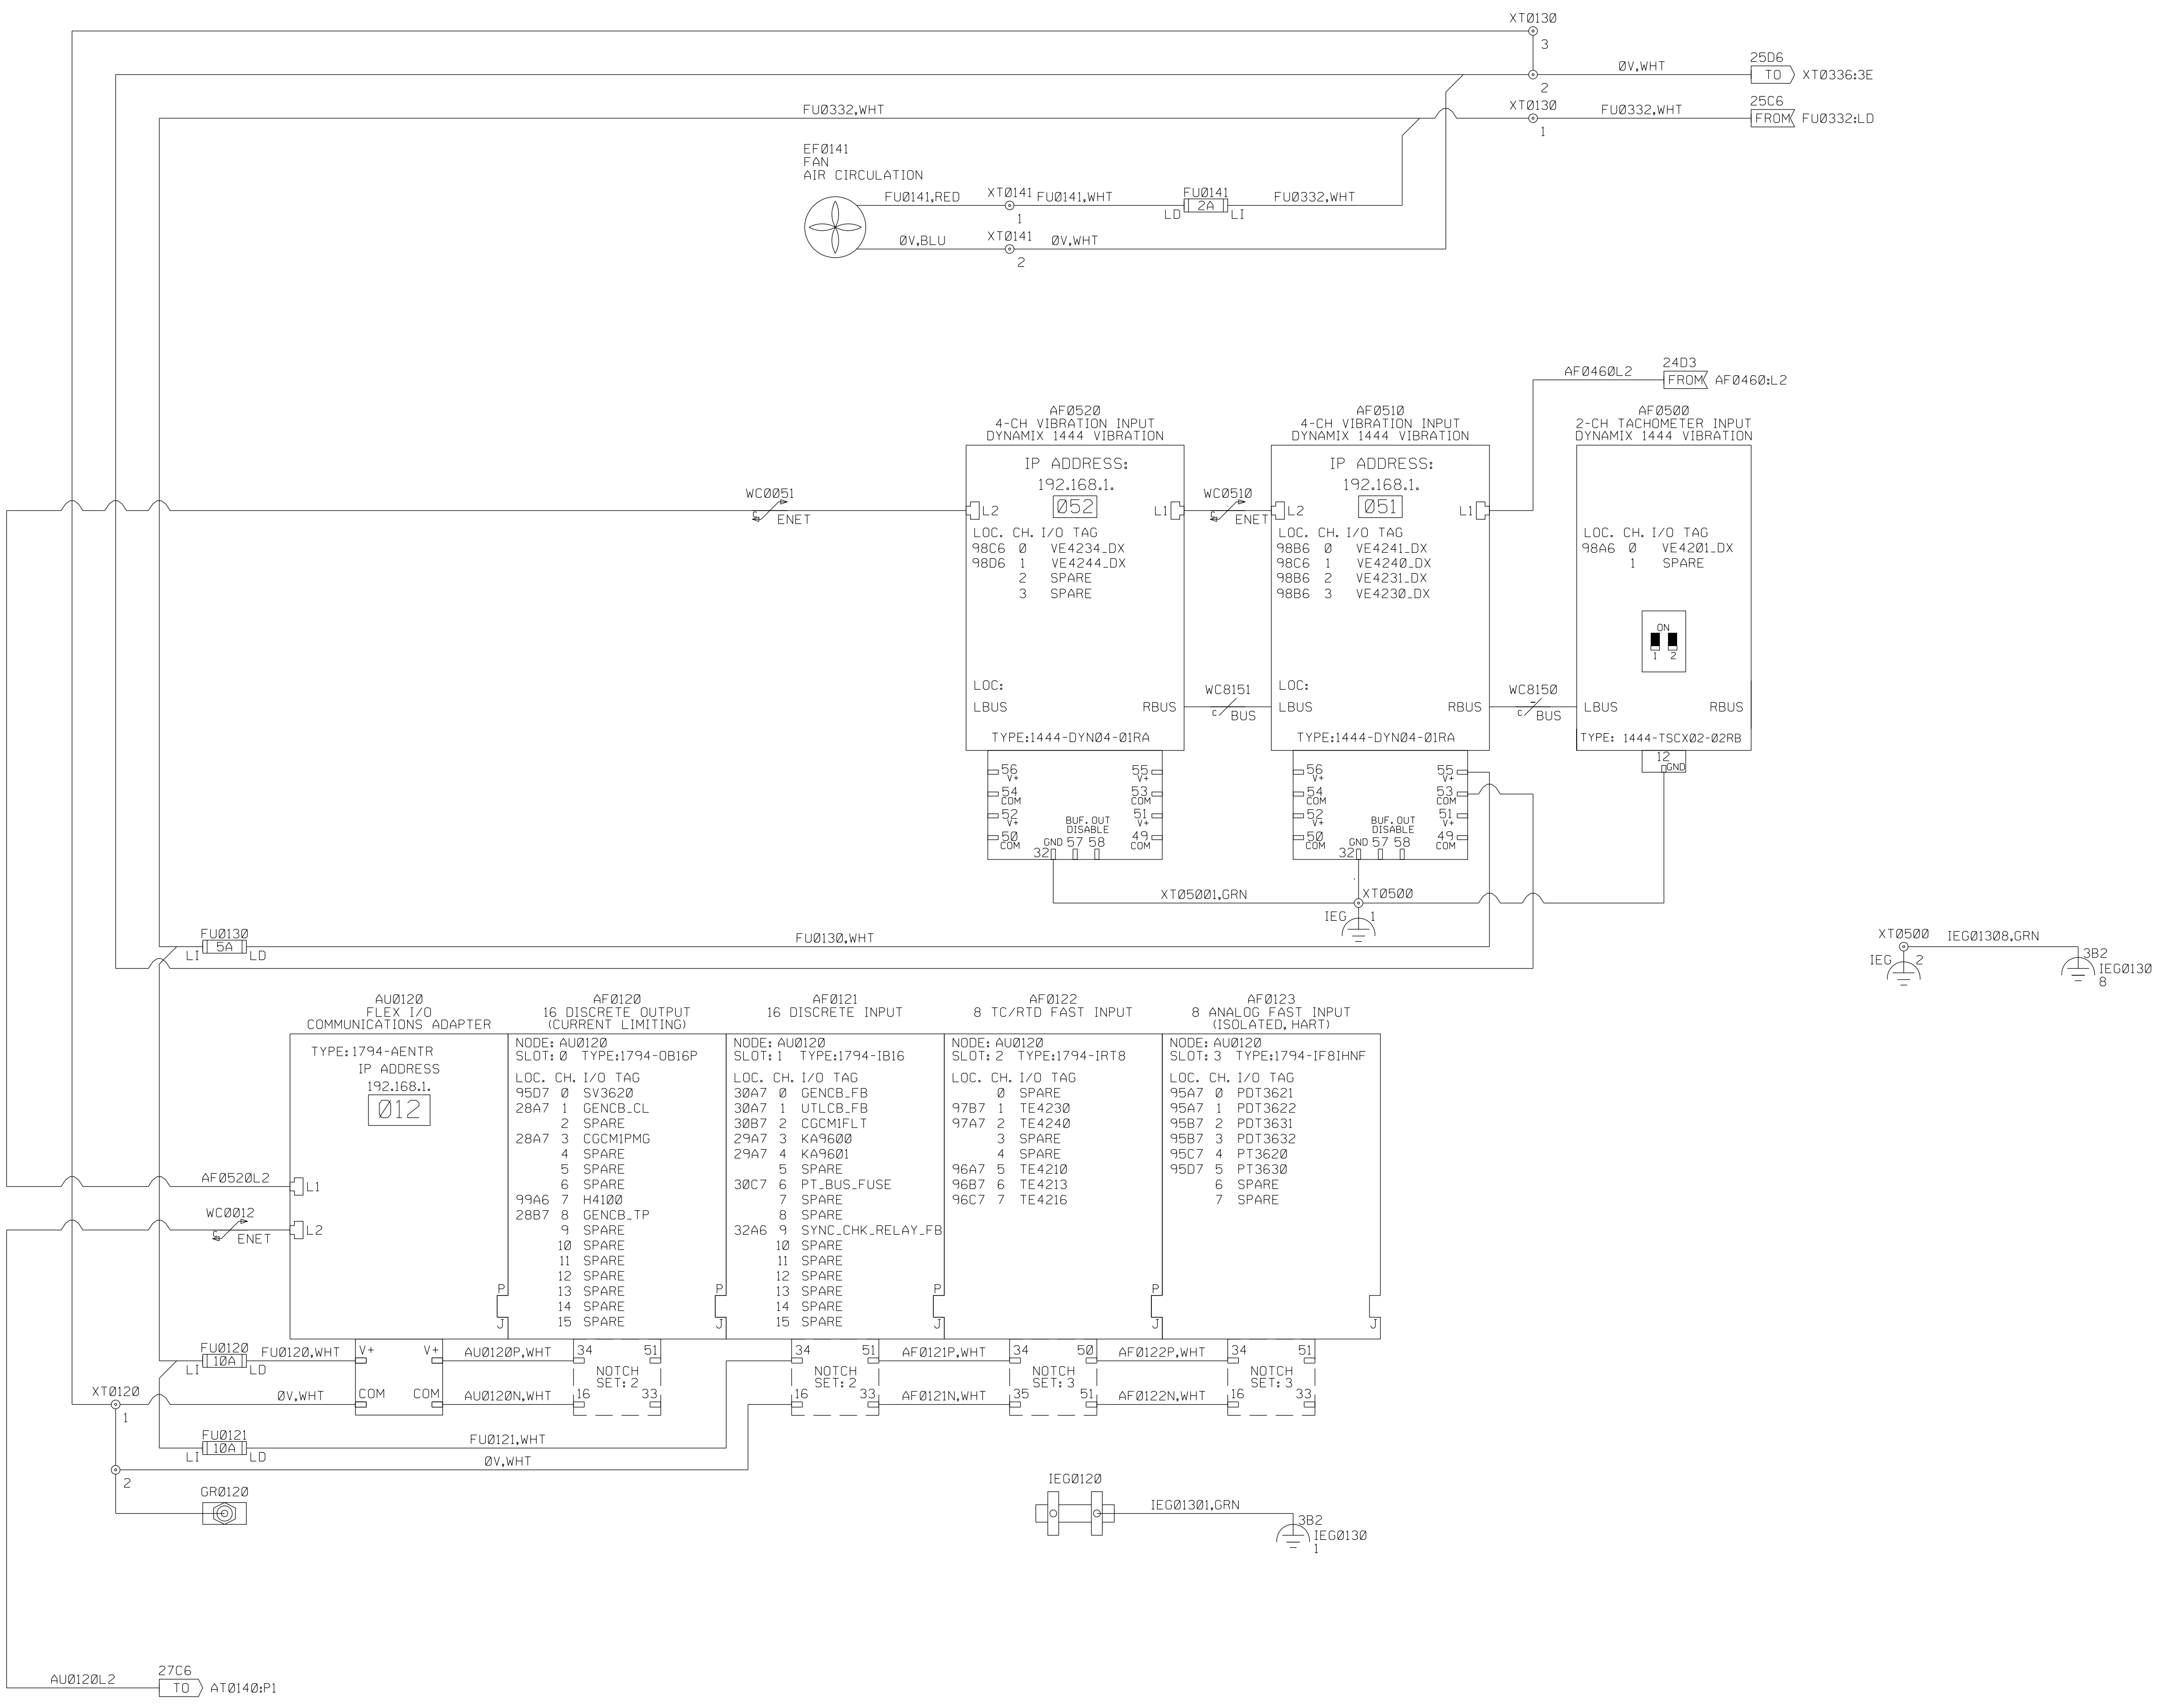 XTØ13Ø
3
ØV,WHT
25D6
TO
XTØ336:3E
2
FUØ332,WHT
XTØ13Ø
1
FUØ332,WHT
25C6
FROM
FUØ332:LD
EFØ141
FAN
AIR CIRCULATION
FUØ141,RED
XTØ141
1
FUØ141,WHT
FUØ141
LD
2A
LI
FUØ332,WHT
ØV,BLU
XTØ141
2
ØV,WHT
AFØ46ØL2
24D3
FROM
AFØ46Ø:L2
AFØ52Ø
4-CH VIBRATION INPUT
DYNAMIX 1444 VIBRATION
IP ADDRESS:
192.168.1.
Ø52
L2
L1
LOC. CH. I/O TAG
98C6 Ø VE4234_DX
98D6 1 VE4244_DX
2 SPARE
3 SPARE
LOC:
LBUS
RBUS
TYPE:1444-DYNØ4-Ø1RA
WCØØ51
C
ENET
WCØ51Ø
C
ENET
WC8151
C
BUS
AFØ51Ø
4-CH VIBRATION INPUT
DYNAMIX 1444 VIBRATION
IP ADDRESS:
192.168.1.
Ø51
L2
L1
LOC. CH. I/O TAG
98B6 Ø VE4241_DX
98C6 1 VE424Ø_DX
98B6 2 VE4231_DX
98B6 3 VE423Ø_DX
LOC:
LBUS
RBUS
TYPE:1444-DYNØ4-Ø1RA
WC815Ø
C
BUS
AFØ5ØØ
2-CH TACHOMETER INPUT
DYNAMIX 1444 VIBRATION
LOC. CH. I/O TAG
98A6 Ø VE42Ø1_DX
1 SPARE
ON
1 2
LBUS
RBUS
TYPE: 1444-TSCXØ2-Ø2RB
12
GND
56
V+
54
COM
52
V+
5Ø
COM
55
V+
53
COM
51
V+
49
COM
BUF.OUT
DISABLE
GND 57 58
32
56
V+
54
COM
52
V+
5Ø
COM
55
V+
53
COM
51
V+
49
COM
BUF.OUT
DISABLE
GND 57 58
32
XTØ5ØØ1,GRN
XTØ5ØØ
IEG
1
FUØ13Ø
LI
5A
LD
FUØ13Ø,WHT
XTØ5ØØ
IEG
2
IEGØ13Ø8,GRN
3B2
IEGØ13Ø
8
AUØ12Ø
FLEX I/O
COMMUNICATIONS ADAPTER
TYPE:1794-AENTR
IP ADDRESS
192.168.1.
Ø12
L1
L2
AFØ52ØL2
WCØØ12
C
ENET
AFØ12Ø
16 DISCRETE OUTPUT
(CURRENT LIMITING)
NODE: AUØ12Ø
SLOT: Ø TYPE:1794-OB16P
LOC. CH. I/O TAG
95D7 Ø SV362Ø
28A7 1 GENCB_CL
2 SPARE
28A7 3 CGCM1PMG
4 SPARE
5 SPARE
6 SPARE
99A6 7 H41ØØ
28B7 8 GENCB_TP
9 SPARE
1Ø SPARE
11 SPARE
12 SPARE
13 SPARE
14 SPARE
15 SPARE
P
J
AFØ121
16 DISCRETE INPUT
NODE: AUØ12Ø
SLOT: 1 TYPE:1794-IB16
LOC. CH. I/O TAG
3ØA7 Ø GENCB_FB
3ØA7 1 UTLCB_FB
3ØB7 2 CGCM1FLT
29A7 3 KA96ØØ
29A7 4 KA96Ø1
5 SPARE
3ØC7 6 PT_BUS_FUSE
7 SPARE
8 SPARE
32A6 9 SYNC_CHK_RELAY_FB
1Ø SPARE
11 SPARE
12 SPARE
13 SPARE
14 SPARE
15 SPARE
P
J
AFØ122
8 TC/RTD FAST INPUT
NODE: AUØ12Ø
SLOT: 2 TYPE:1794-IRT8
LOC. CH. I/O TAG
Ø SPARE
97B7 1 TE423Ø
97A7 2 TE424Ø
3 SPARE
4 SPARE
96A7 5 TE421Ø
96B7 6 TE4213
96C7 7 TE4216
P
J
AFØ123
8 ANALOG FAST INPUT
(ISOLATED, HART)
NODE: AUØ12Ø
SLOT: 3 TYPE:1794-IF8IHNF
LOC. CH. I/O TAG
95A7 Ø PDT3621
95A7 1 PDT3622
95B7 2 PDT3631
95B7 3 PDT3632
95C7 4 PT362Ø
95D7 5 PT363Ø
6 SPARE
7 SPARE
P
J
J
FUØ12Ø
LI
1ØA
LD
FUØ12Ø,WHT
V+
V+
AUØ12ØP,WHT
34
51
34
51
AFØ121P,WHT
34
5Ø
AFØ122P,WHT
34
51
NOTCH
SET: 2
NOTCH
SET: 2
NOTCH
SET: 3
NOTCH
SET: 3
XTØ12Ø
1
ØV,WHT
COM
COM
AUØ12ØN,WHT
16
33
16
33
AFØ121N,WHT
35
51
AFØ122N,WHT
16
33
FUØ121
LI
1ØA
LD
FUØ121,WHT
ØV,WHT
2
GRØ12Ø
IEGØ12Ø
IEGØ13Ø1,GRN
3B2
IEGØ13Ø
1
AUØ12ØL2
27C6
TO
ATØ14Ø:P1